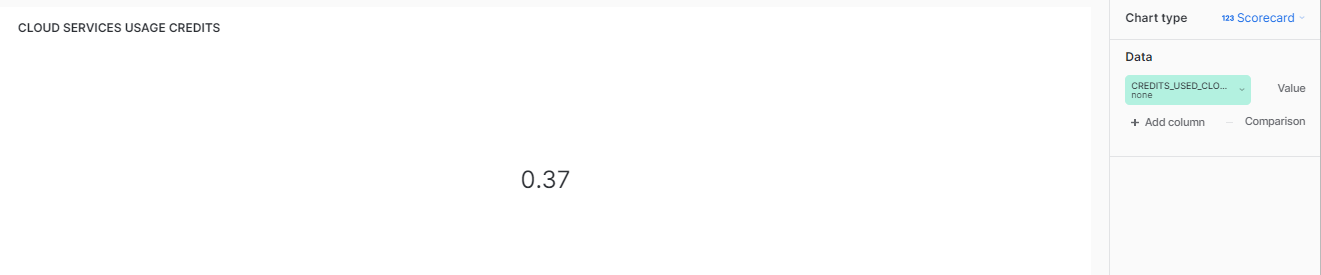 CLOUD SERVICES USAGE CREDITS
0.37
Chart type 123 Scorecard
Data
CREDITS_USED_CLO...
none
Value
+ Add column
Comparison